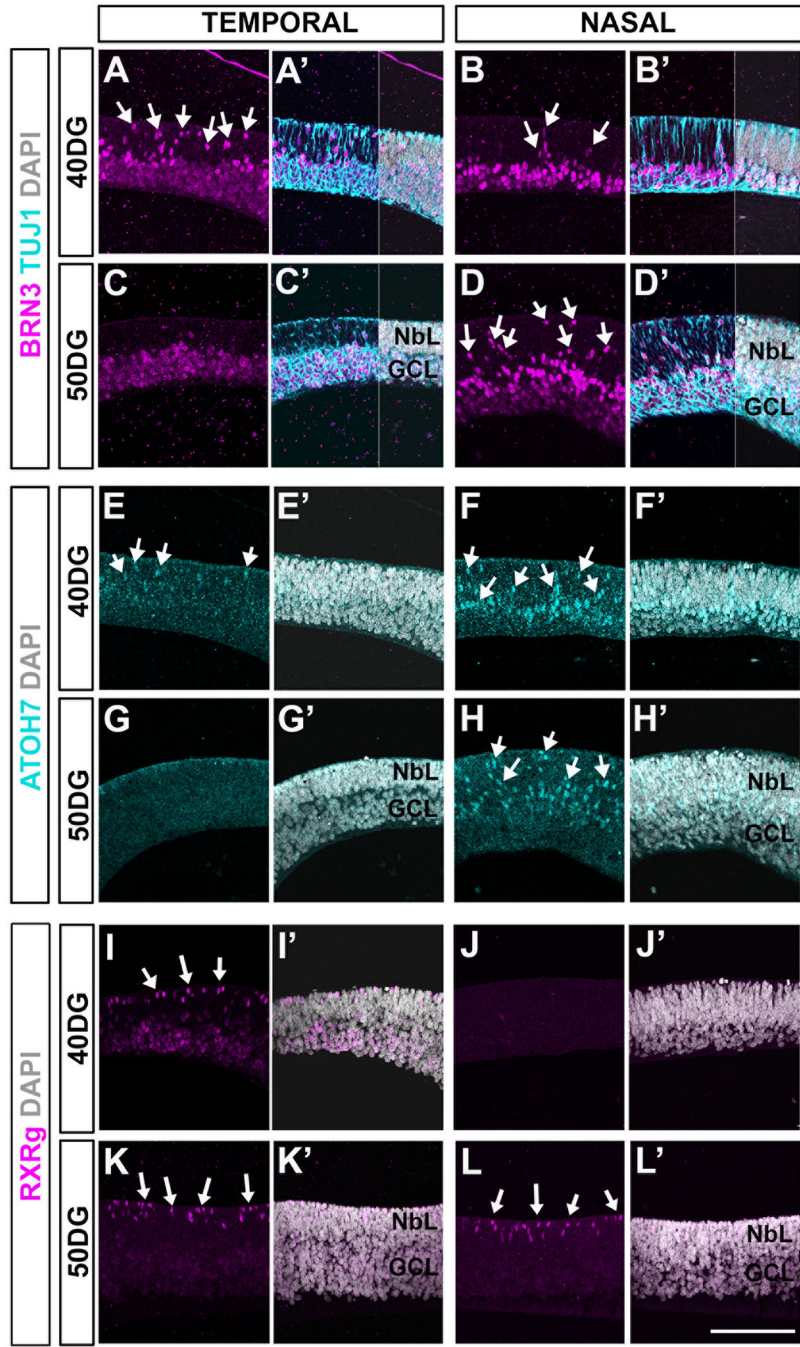 TEMPORAL NASAL
BRN3 TUJ1 DAPI
40DG
A A’ B B’
50DG
C C’ D D’
NbL NbL
GCL GCL
ATOH7 DAPI
40DG
E E’ F F’
50DG
G G’ H H’
NbL NbL
GCL GCL
RXRg DAPI
40DG
I I’ J J’
50DG
K K’ L L’
NbL NbL
GCL GCL